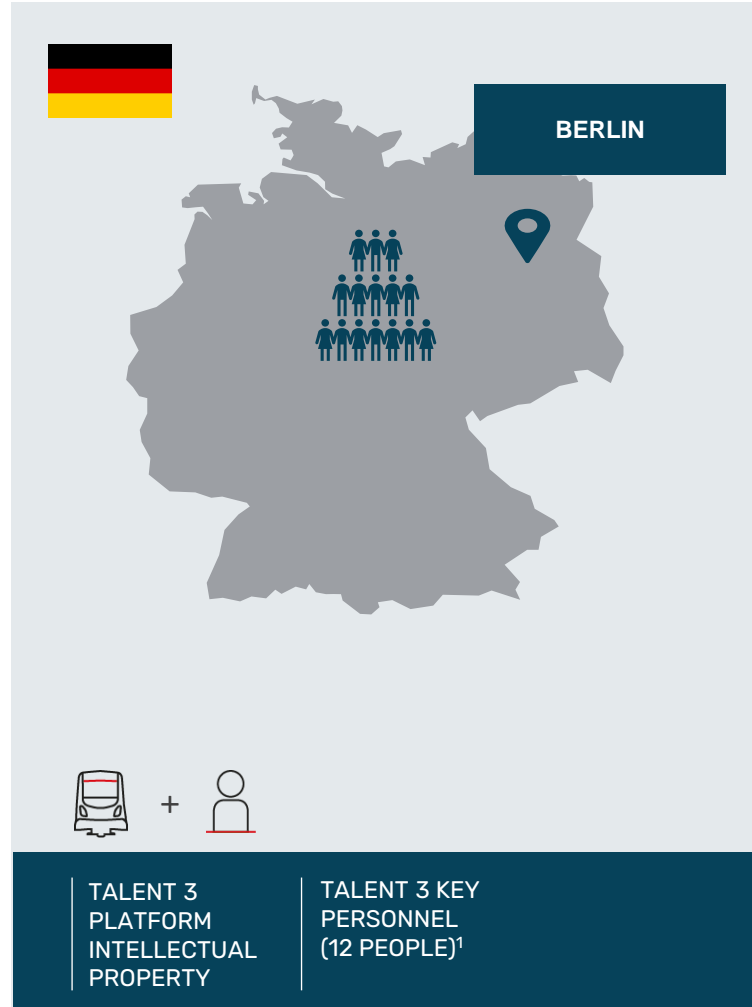 BERLIN
TALENT 3
PLATFORM
INTELLECTUAL
PROPERTY
TALENT 3 KEY
PERSONNEL
(12 PEOPLE)¹